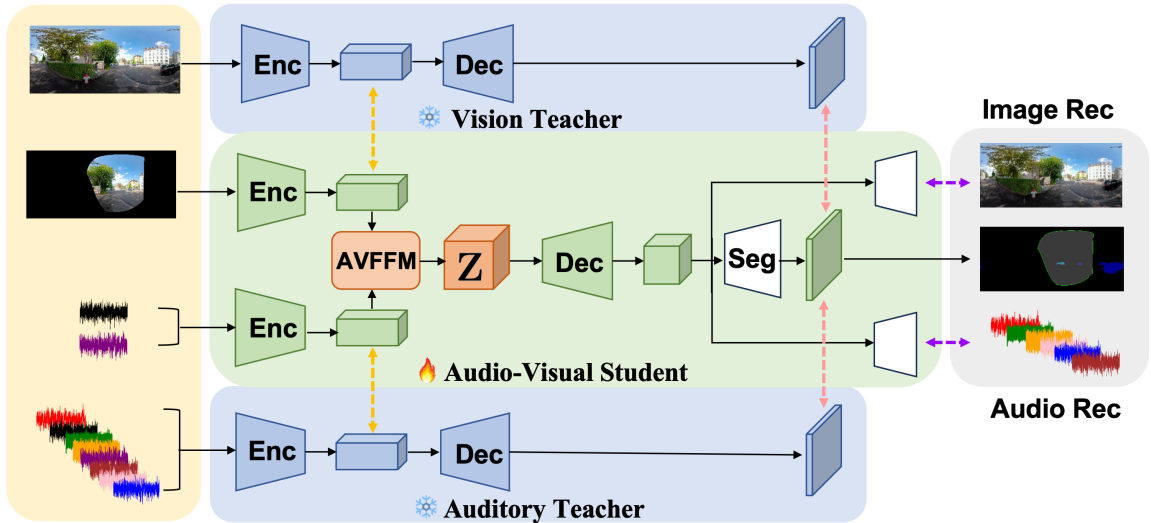 Enc
Dec
Vision Teacher
Image Rec
Enc
AVFFM
Z
Dec
Seg
Enc
Audio-Visual Student
Audio Rec
Enc
Dec
Auditory Teacher